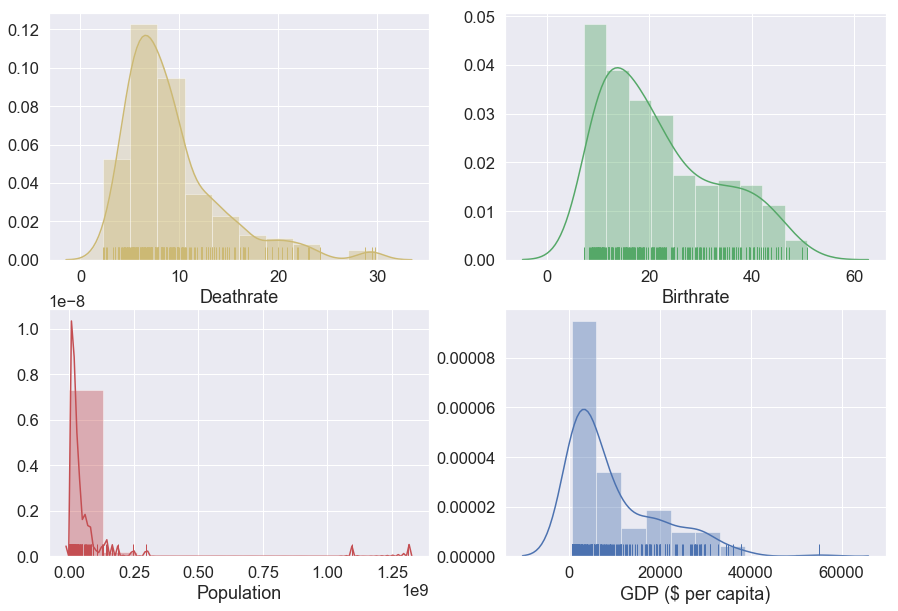 0.12
0.10
0.08
0.06
0.04
0.02
0.00
0 10 20 30
Deathrate
0.05
0.04
0.03
0.02
0.01
0.00
0 20 40 60
Birthrate
1e−8
1.0
0.8
0.6
0.4
0.2
0.0
0.00 0.25 0.50 0.75 1.00 1.25
1e9
Population
0.00008
0.00006
0.00004
0.00002
0.00000
0 20000 40000 60000
GDP ($ per capita)